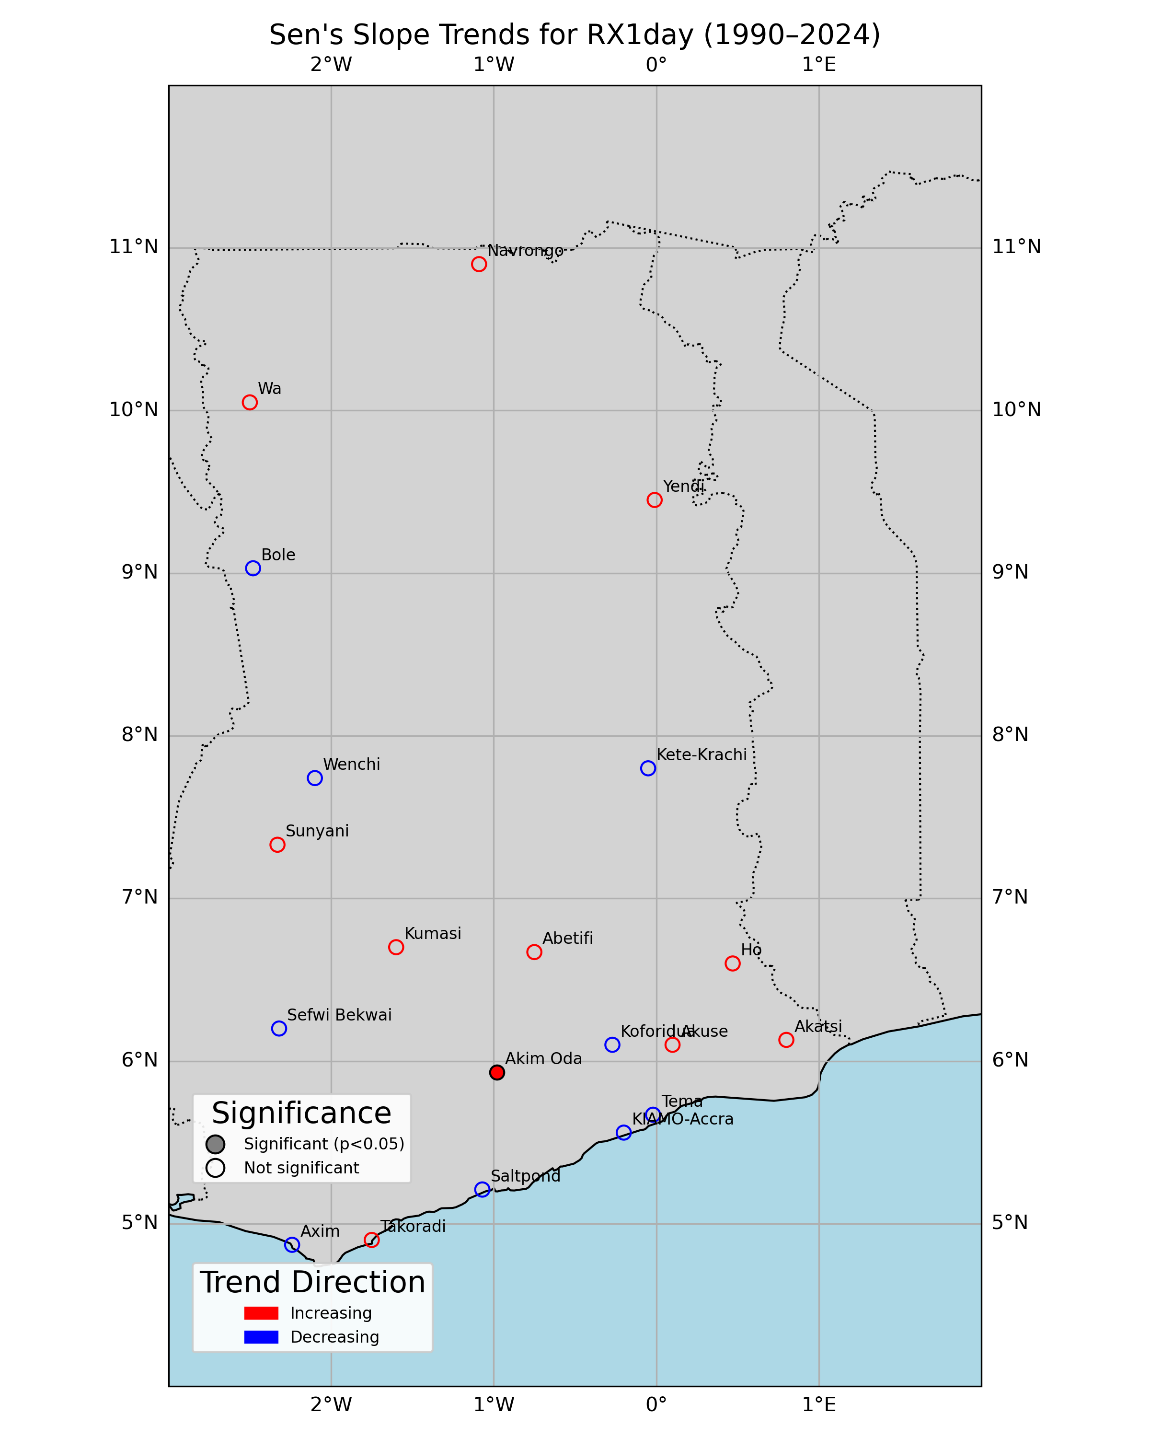 Sen's Slope Trends for RX1day (1990–2024)
2°W 1°W 0° 1°E
11°N 11°N
Navrongo
Wa
10°N 10°N
Yendi
Bole
9°N 9°N
8°N 8°N
Kete-Krachi
Wenchi
Sunyani
7°N 7°N
Kumasi
Abetifi
Ho
Sefwi Bekwai
Koforidua
Akuse
Akatsi
6°N 6°N
Akim Oda
Tema
KIAMO-Accra
Significance
Significant (p<0.05)
Not significant
Saltpond
5°N 5°N
Takoradi
Axim
Trend Direction
Increasing
Decreasing
2°W 1°W 0° 1°E